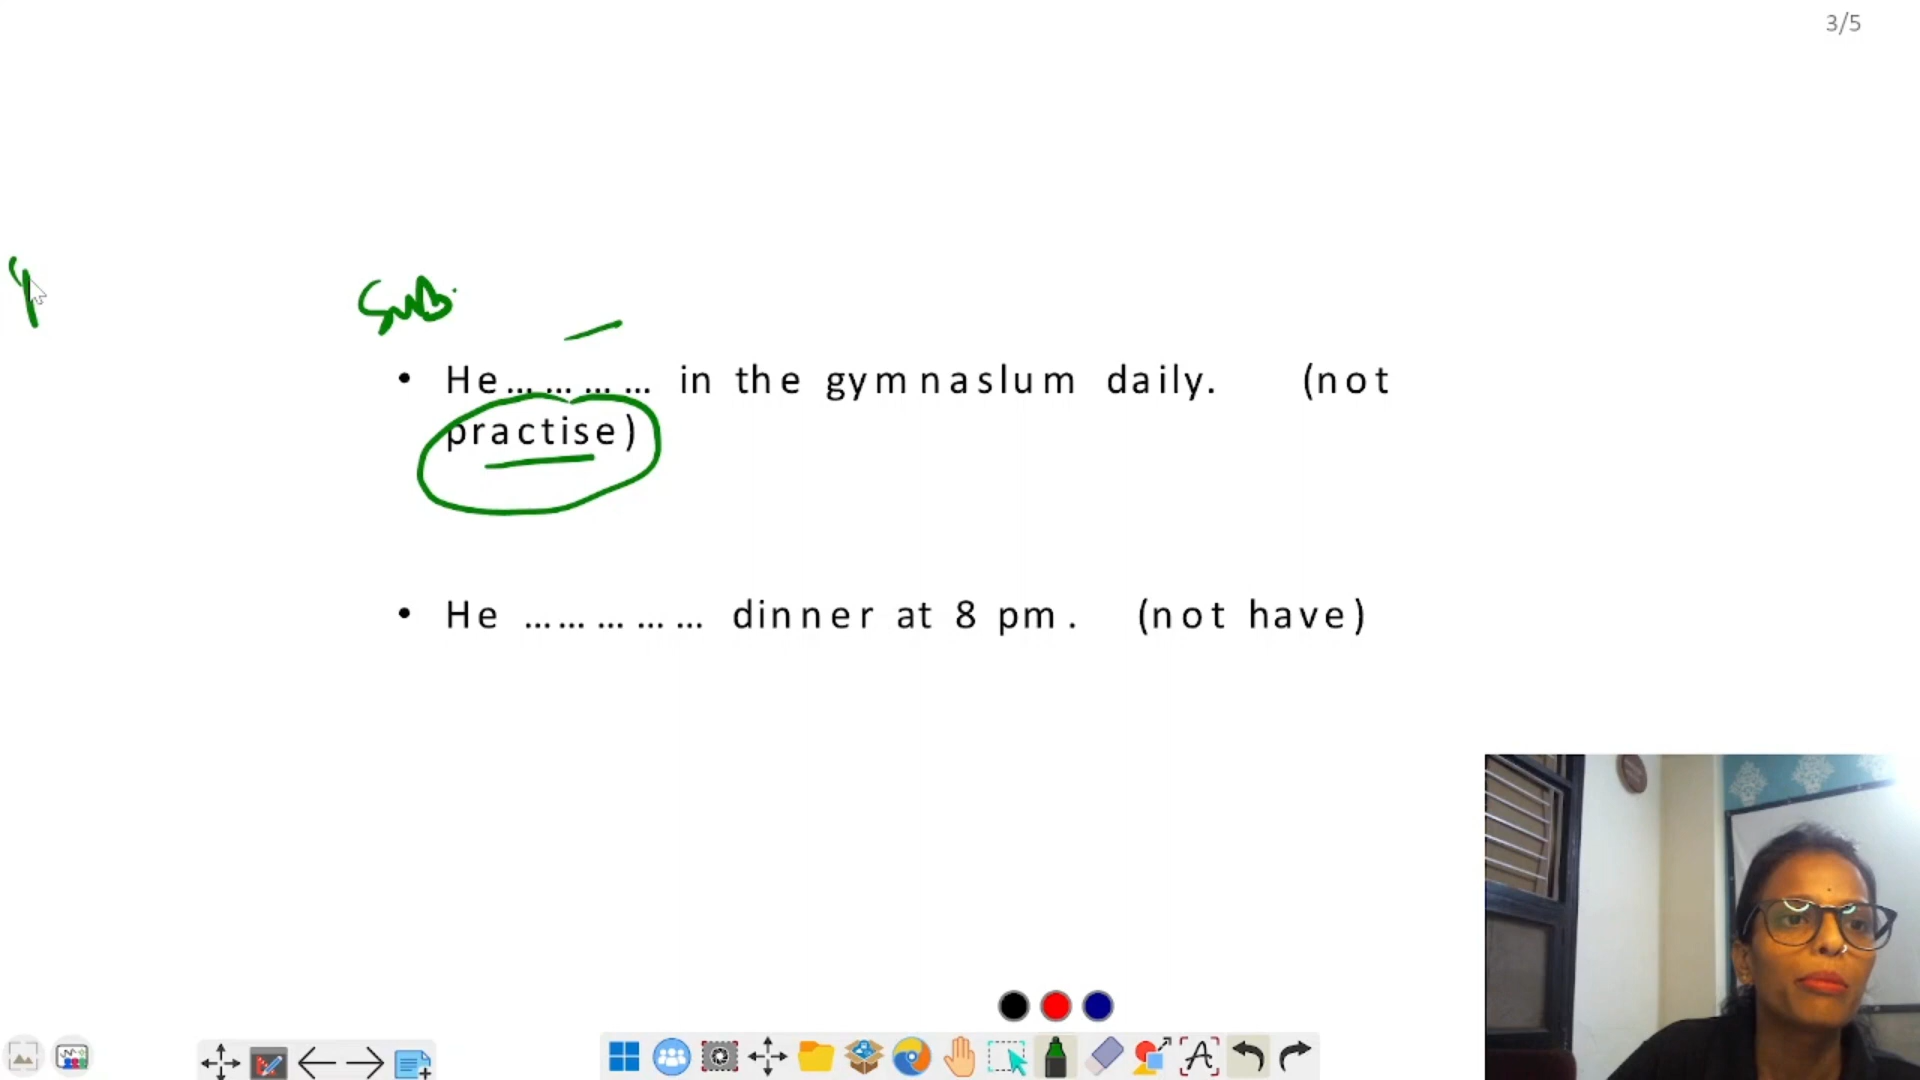 3/5
Sub.
• He………… in the gymnaslum daily. (not
practise)
• He …………… dinner at 8 pm. (not have)